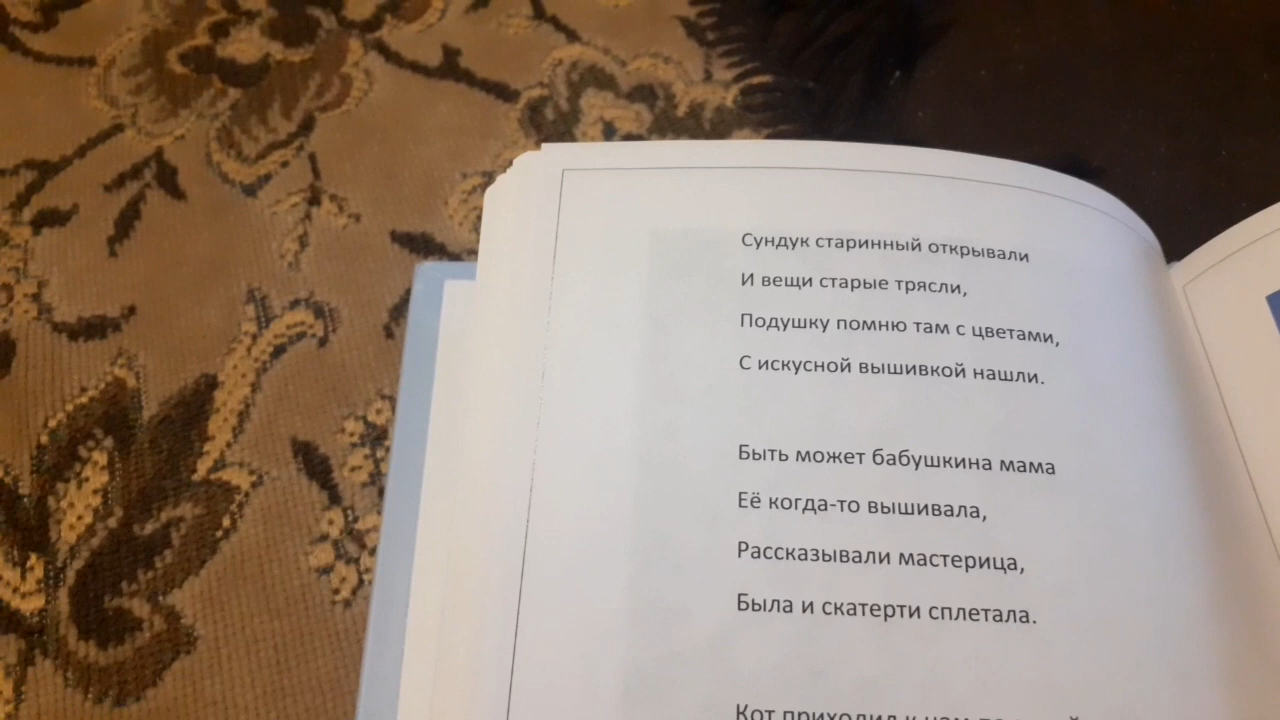 Сундук старинный открывали
И вещи старые трясли,
Подушку помню там с цветами,
С искусной вышивкой нашли.
Быть может бабушкина мама
Её когда-то вышивала,
Рассказывали мастерица,
Была и скатерти сплетала.
Кот приходил к нам